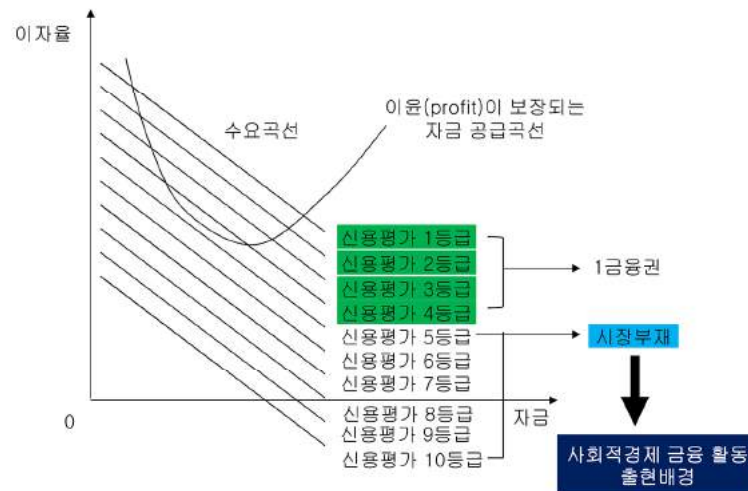 이자율
수요곡선
이윤(profit)이 보장되는
자금 공급곡선
신용평가 1등급
신용평가 2등급
신용평가 3등급
신용평가 4등급
신용평가 5등급
신용평가 6등급
신용평가 7등급
신용평가 8등급
신용평가 9등급
신용평가 10등급
1금융권
시장부재
0
자금
사회적경제 금융 활동
출현배경